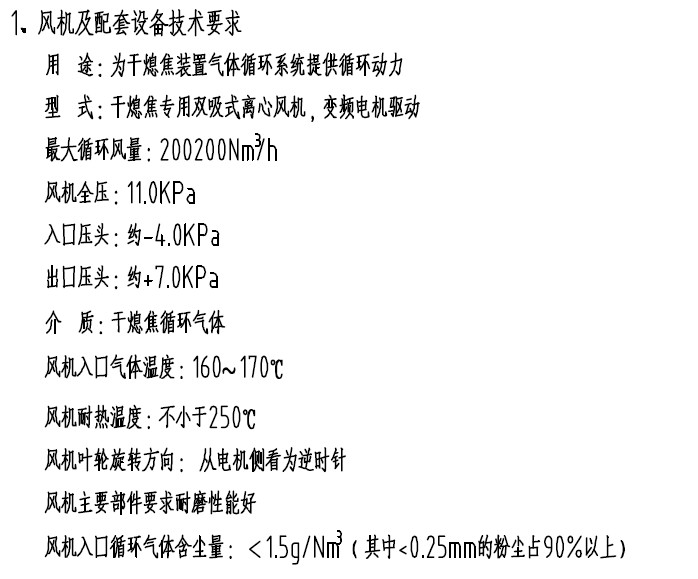 1、风机及配套设备技术要求
用 途：为干熄焦装置气体循环系统提供循环动力
型 式：干熄焦专用双吸式离心风机，变频电机驱动
最大循环风量：200200Nm³/h
风机全压：11.0KPa
入口压头：约-4.0KPa
出口压头：约+7.0KPa
介 质：干熄焦循环气体
风机入口气体温度：160~170℃
风机耐热温度：不小于250℃
风机叶轮旋转方向： 从电机侧看为逆时针
风机主要部件要求耐磨性能好
风机入口循环气体含尘量： <1.5g/Nm³（其中<0.25mm的粉尘占90%以上）